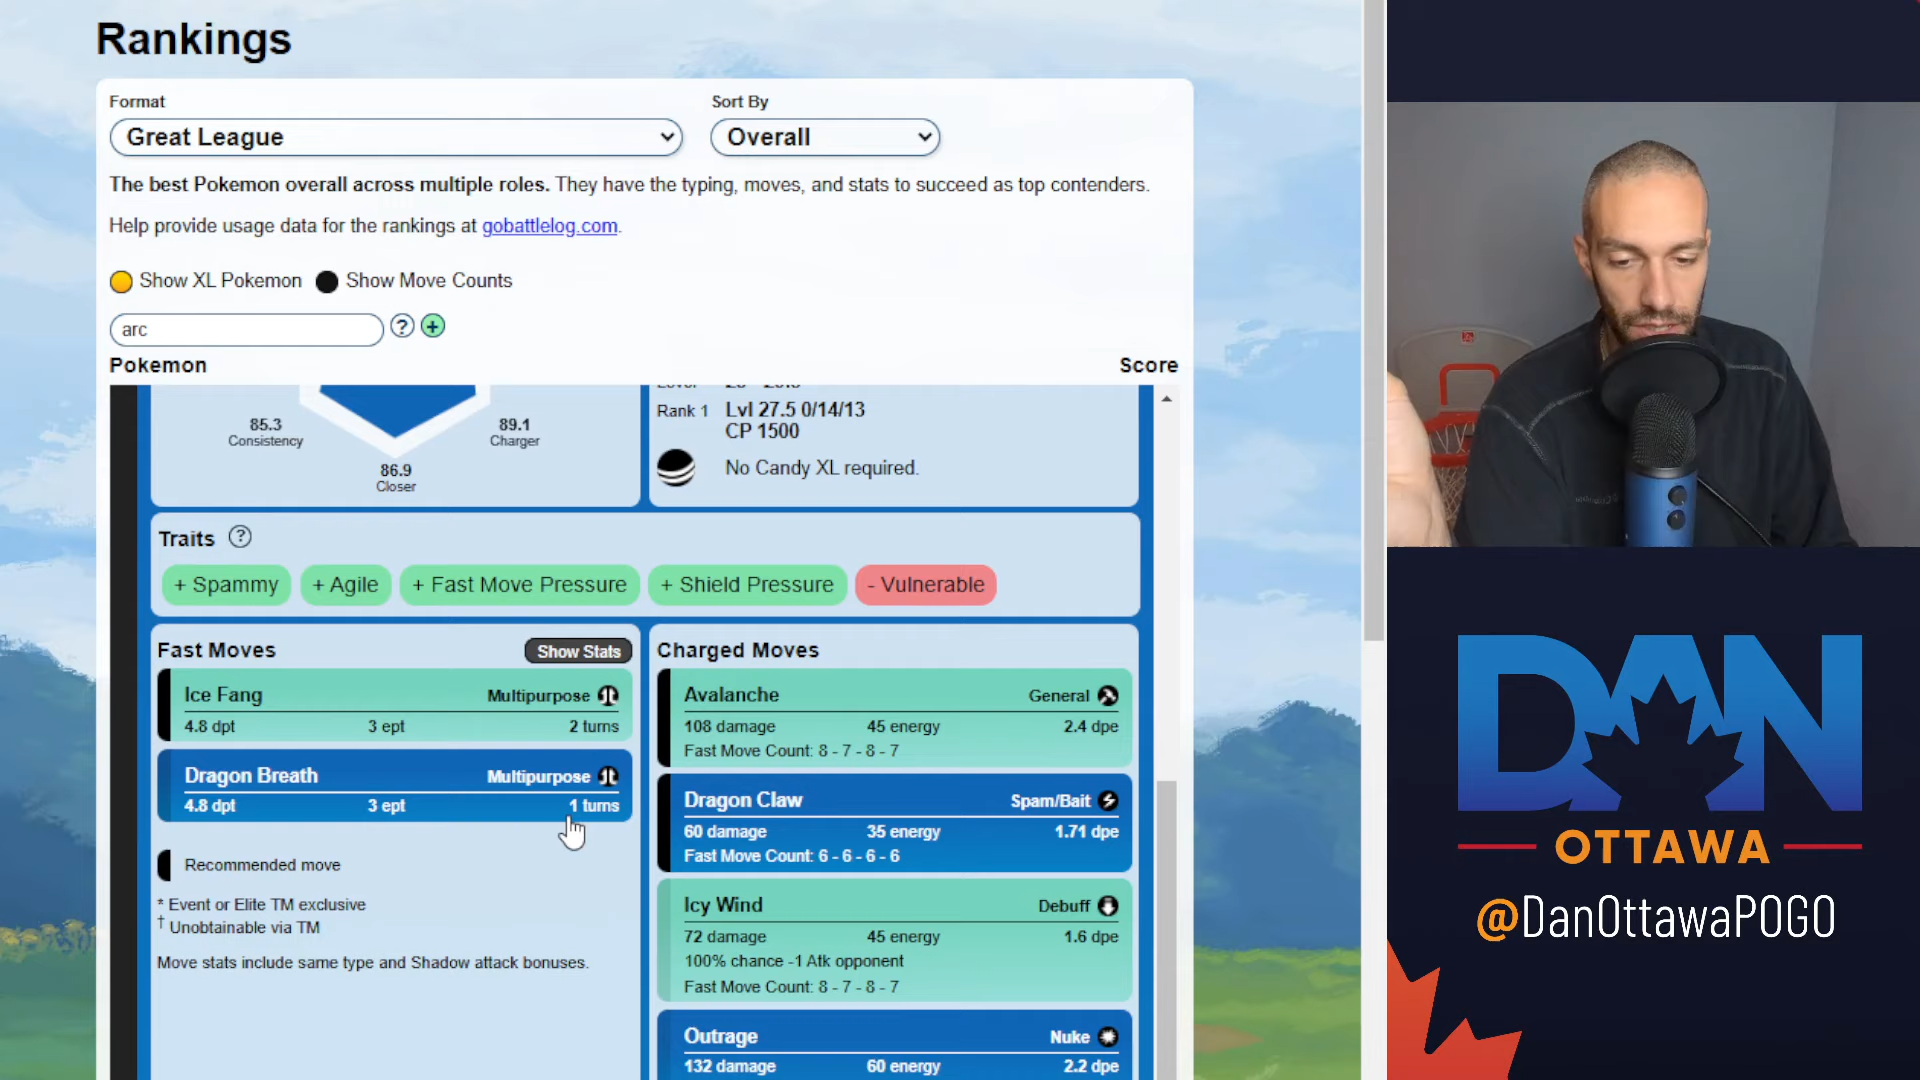 Rankings
Format
Sort By
Great League
Overall
The best Pokemon overall across multiple roles. They have the typing, moves, and stats to succeed as top contenders.
Help provide usage data for the rankings at gobattlelog.com.
Show XL Pokemon Show Move Counts
arc ? +
Pokemon
Score
85.3
Consistency
89.1
Charger
86.9
Closer
Rank 1 Lvl 27.5 0/14/13
CP 1500
No Candy XL required.
Traits ?
+ Spammy + Agile + Fast Move Pressure + Shield Pressure - Vulnerable
Fast Moves Show Stats
Ice Fang Multipurpose
4.8 dpt 3 ept 2 turns
Dragon Breath Multipurpose
4.8 dpt 3 ept 1 turns
Recommended move
* Event or Elite TM exclusive
† Unobtainable via TM
Move stats include same type and Shadow attack bonuses.
Charged Moves
Avalanche General
108 damage 45 energy 2.4 dpe
Fast Move Count: 8 - 7 - 8 - 7
Dragon Claw Spam/Bait
60 damage 35 energy 1.71 dpe
Fast Move Count: 6 - 6 - 6 - 6
Icy Wind Debuff
72 damage 45 energy 1.6 dpe
100% chance -1 Atk opponent
Fast Move Count: 8 - 7 - 8 - 7
Outrage Nuke
132 damage 60 energy 2.2 dpe
DAN
OTTAWA
@DanOttawaPOGO